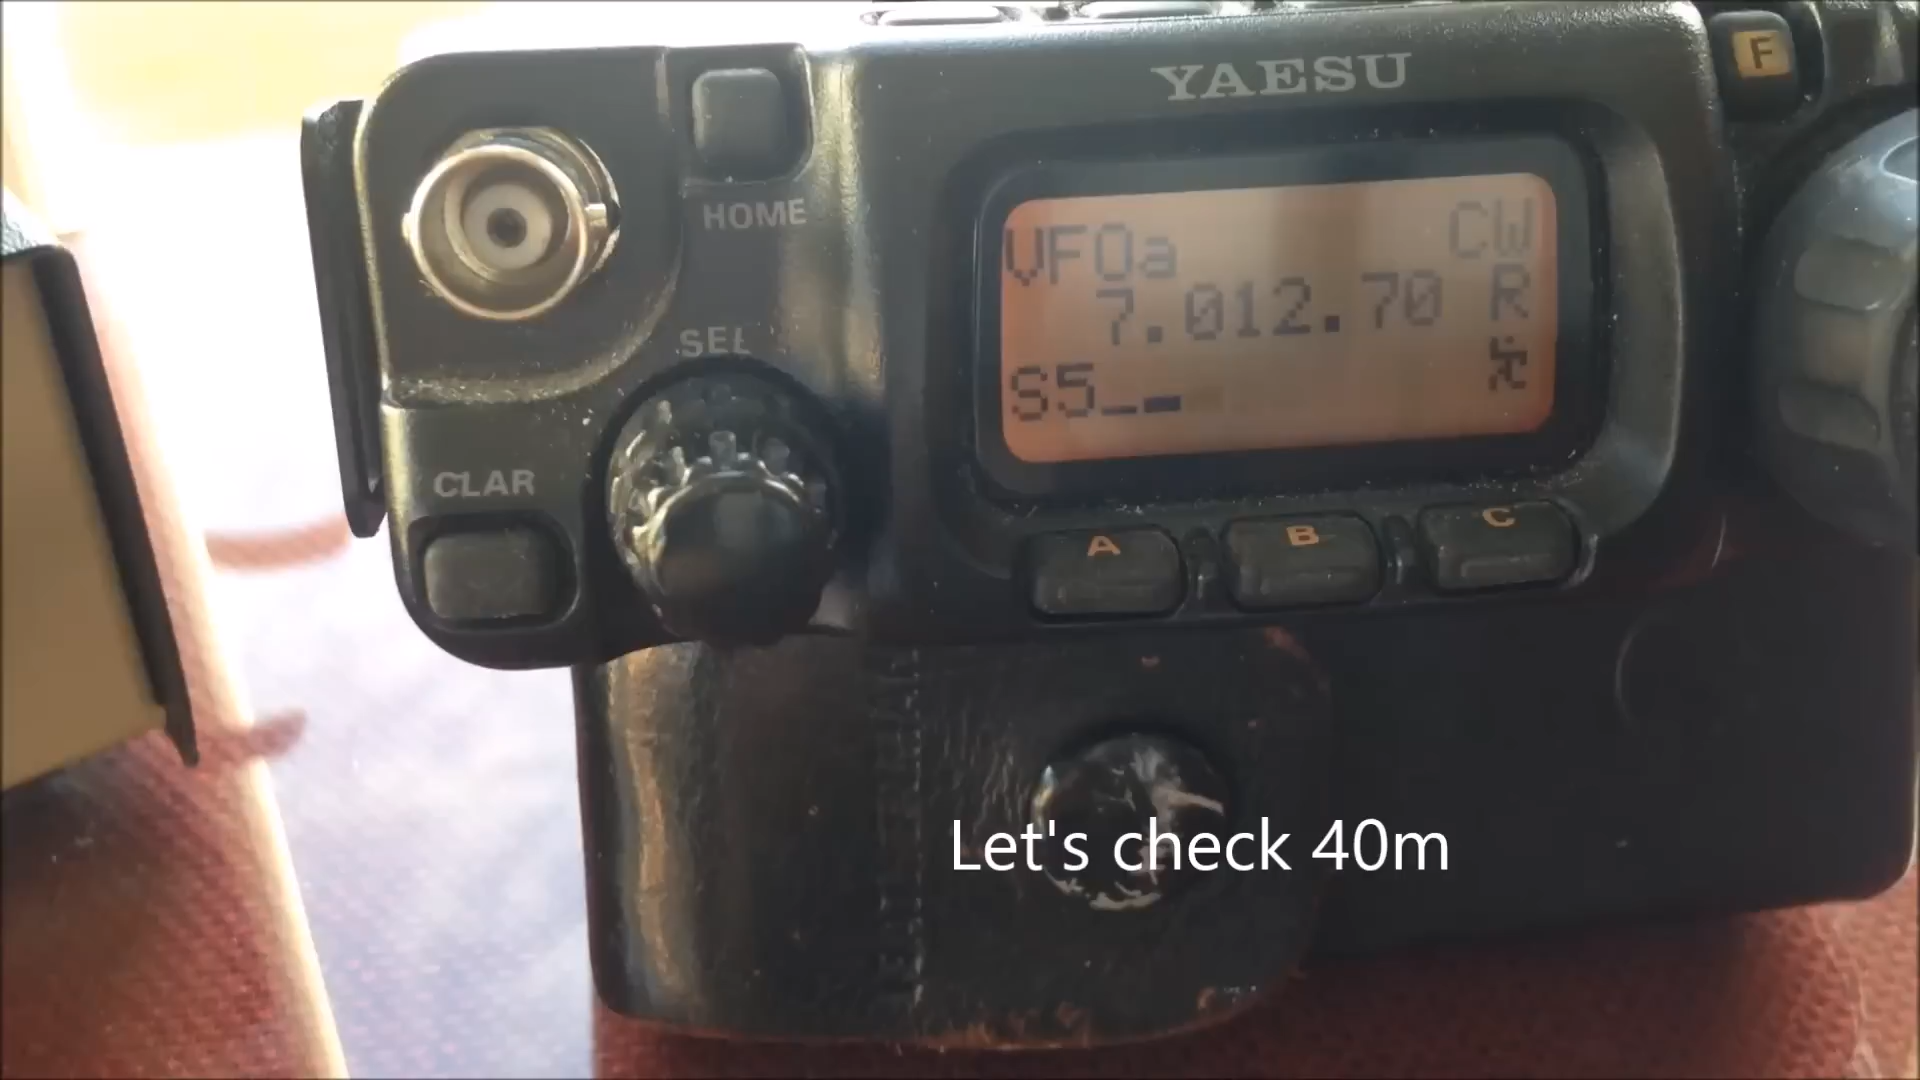 YAESU
F
HOME
VFOa CW
7.012.70 R
SEL
S5
CLAR
A B C
Let's check 40m